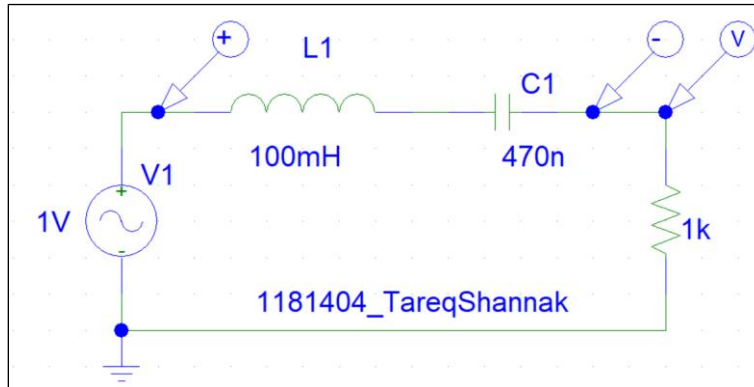 +
L1
-
V
C1
100mH
470n
V1
+
1V
-
1k
1181404_TareqShannak